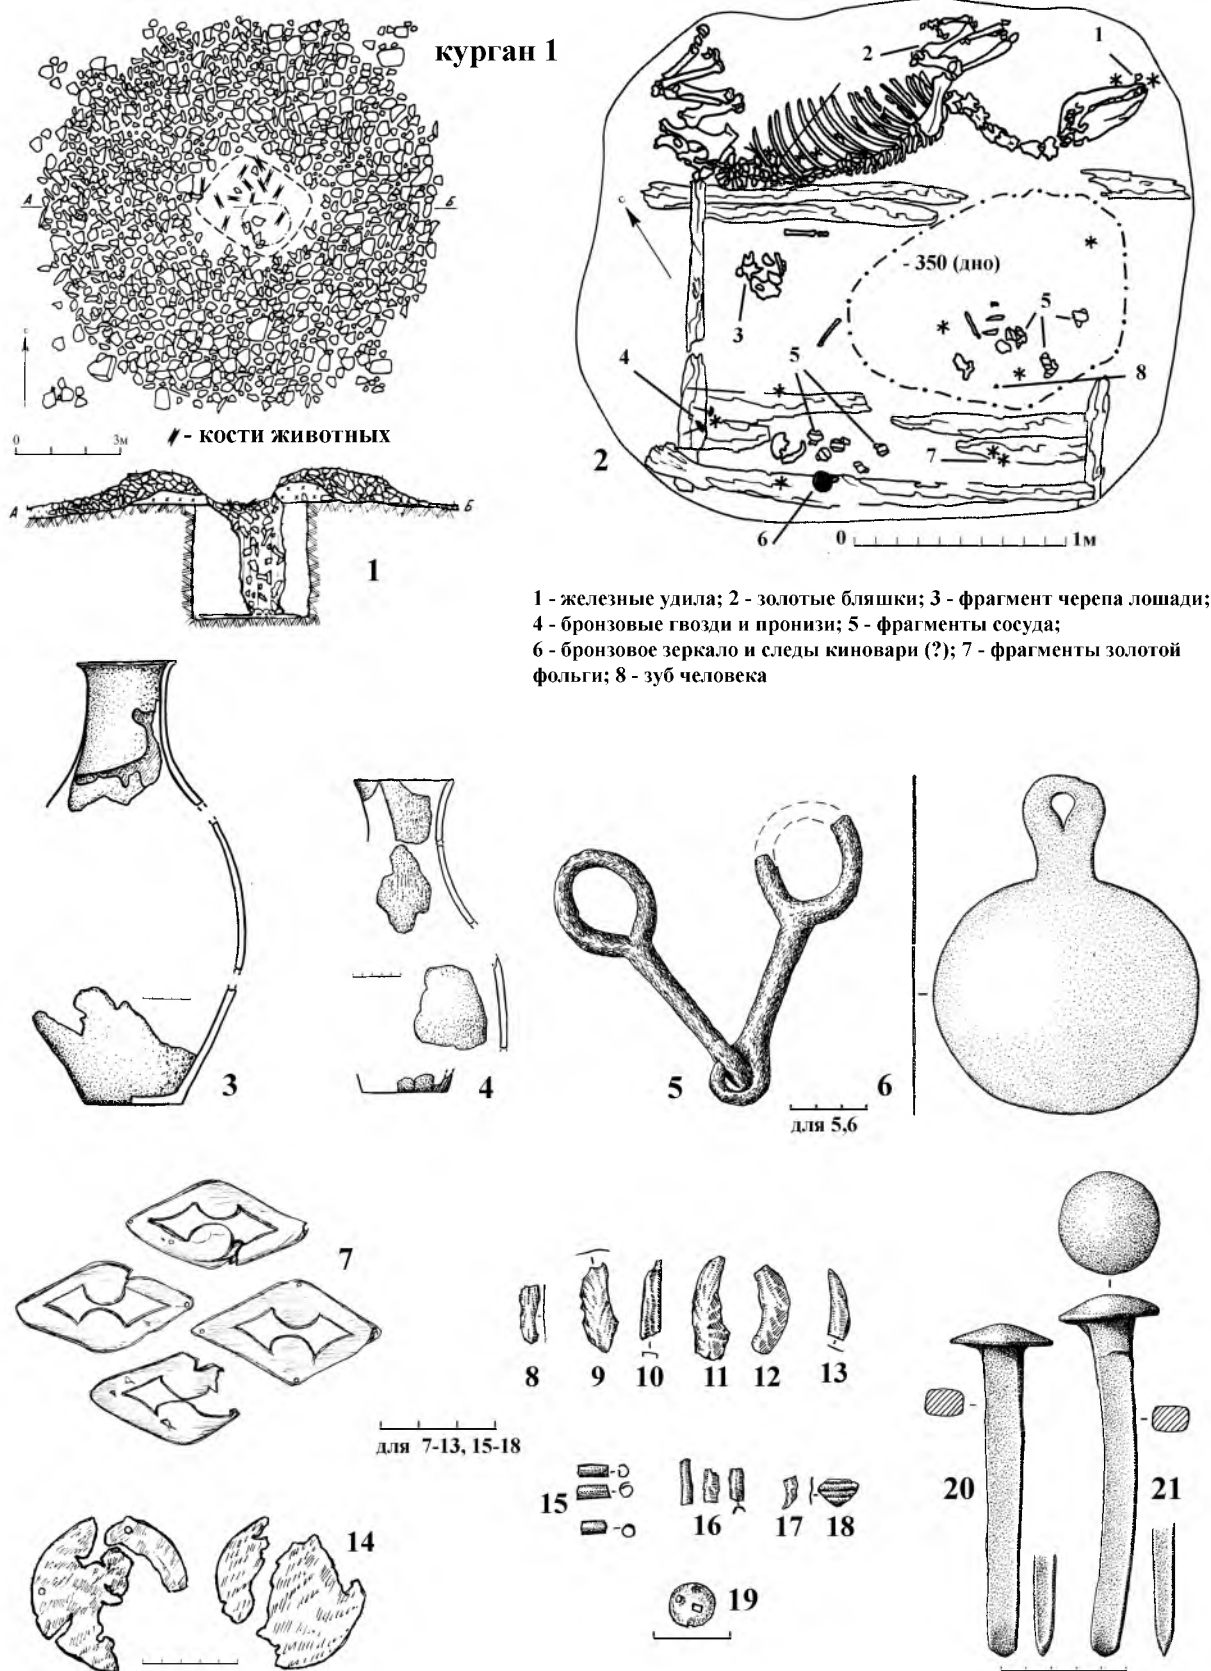 курган 1
А
Б
с
- кости животных
0 3м
А
Б
1
1
2
с
- 350 (дно)
3
5
5
4
8
2
7
6
0 1м
1 - железные удила; 2 - золотые бляшки; 3 - фрагмент черепа лошади;
4 - бронзовые гвозди и пронизи; 5 - фрагменты сосуда;
6 - бронзовое зеркало и следы киновари (?); 7 - фрагменты золотой
фольги; 8 - зуб человека
3
4
5
6
для 5,6
7
8 9 10 11 12 13
для 7-13, 15-18
15
16
17
18
20
21
14
19